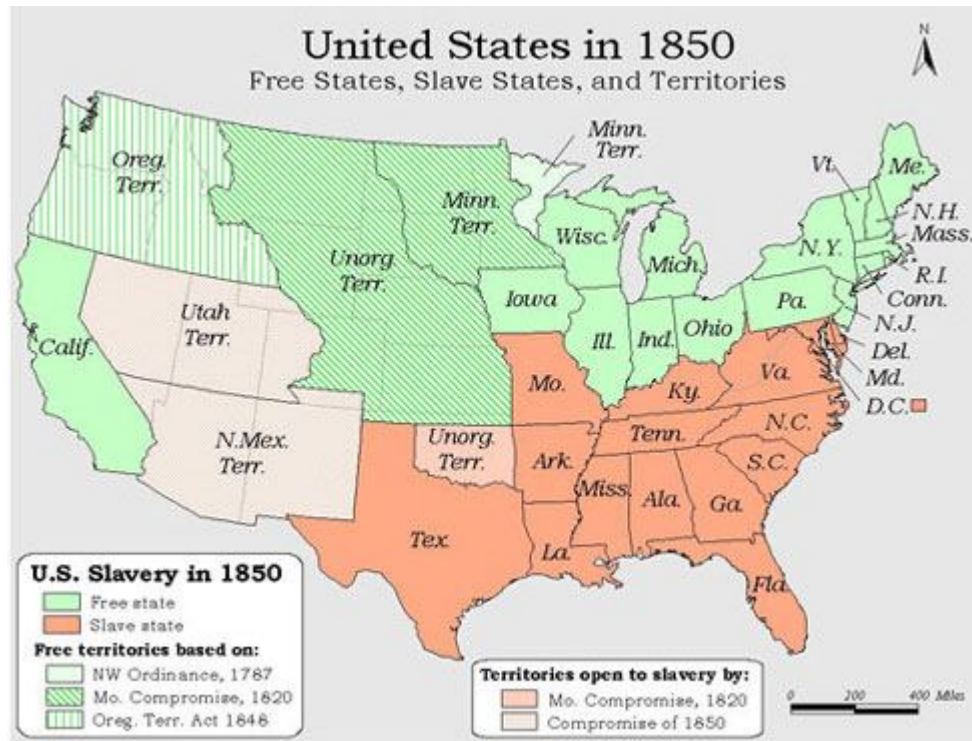 United States in 1850
Free States, Slave States, and Territories
N
Minn.
Terr.
Oreg.
Terr.
Vt.
Me.
Minn.
Terr.
N.H.
Mass.
Wisc.
N.Y.
Unorg
Terr.
Mich.
R.I.
Conn.
Iowa
Pa.
N.J.
Utah
Terr.
Ill.
Ind.
Ohio
Calif.
Del.
Md.
Mo.
Ky.
Va.
D.C.
N.Mex.
Terr.
Unorg.
Terr.
Tenn.
N.C.
Ark.
S.C.
Miss.
Ala.
Ga.
Tex.
La.
Fla.
U.S. Slavery in 1850
Free state
Slave state
Free territories based on:
NW Ordinance, 1787
Mo. Compromise, 1820
Oreg. Terr. Act 1848
Territories open to slavery by:
Mo. Compromise, 1820
Compromise of 1850
0 200 400 Miles